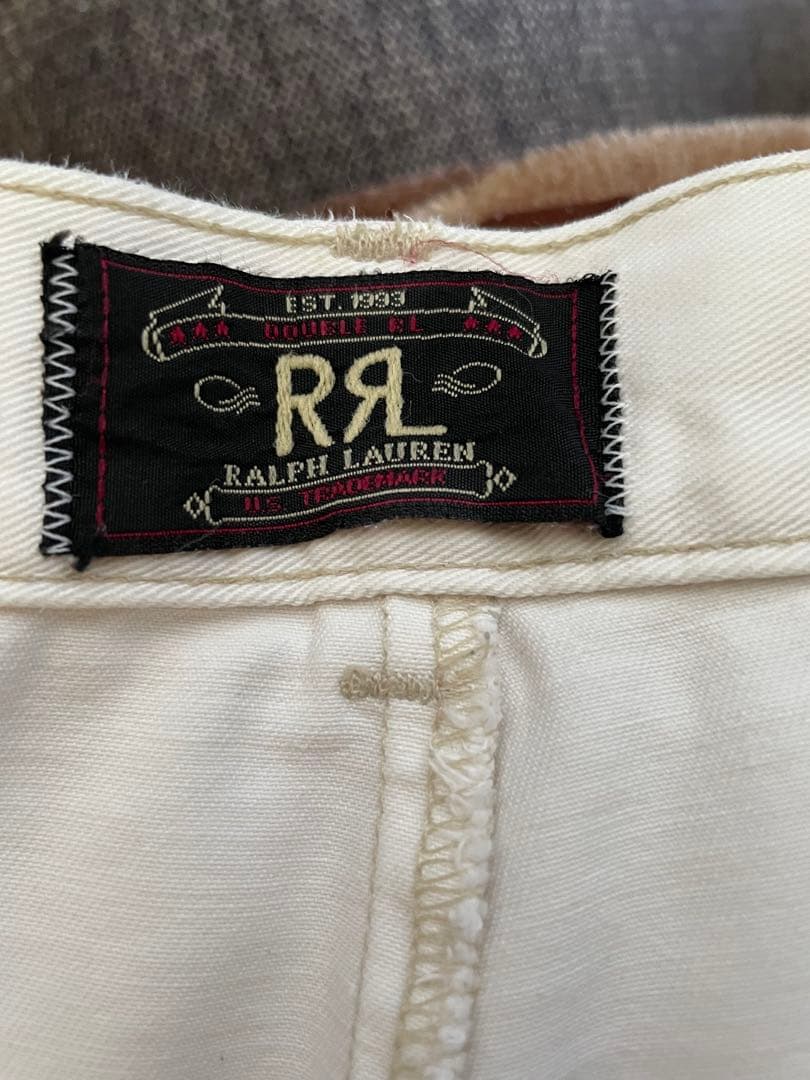 EST. 1993
DOUBLE RL
RRL
RALPH LAUREN
U.S. TRADEMARK